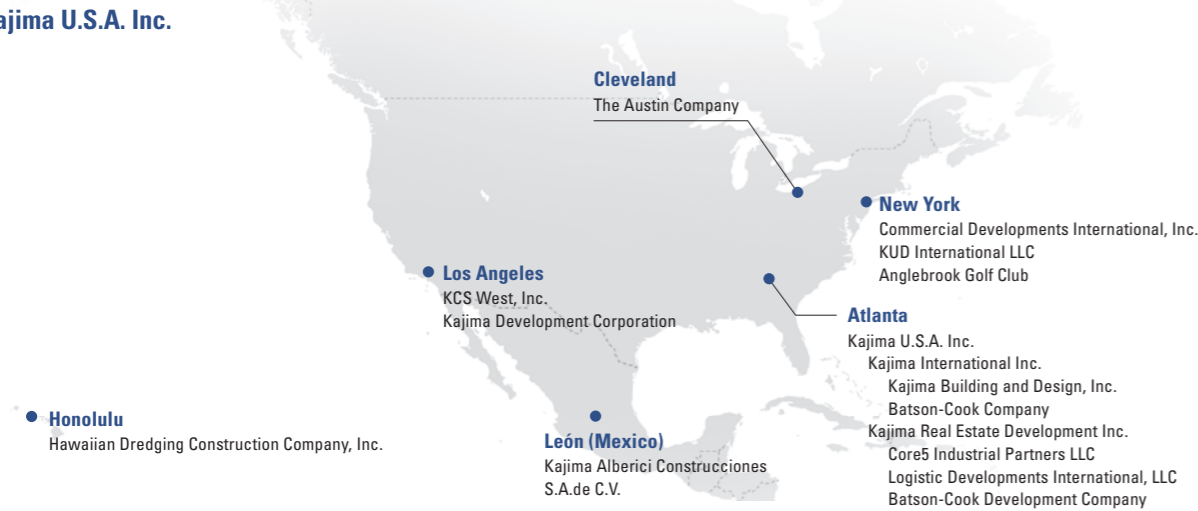 ajima U.S.A. Inc.
Cleveland
The Austin Company
New York
Commercial Developments International, Inc.
KUD International LLC
Anglebrook Golf Club
Los Angeles
KCS West, Inc.
Kajima Development Corporation
Atlanta
Kajima U.S.A. Inc.
Kajima International Inc.
Kajima Building and Design, Inc.
Batson-Cook Company
Kajima Real Estate Development Inc.
Core5 Industrial Partners LLC
Logistic Developments International, LLC
Batson-Cook Development Company
Honolulu
Hawaiian Dredging Construction Company, Inc.
León (Mexico)
Kajima Alberici Construcciones
S.A.de C.V.